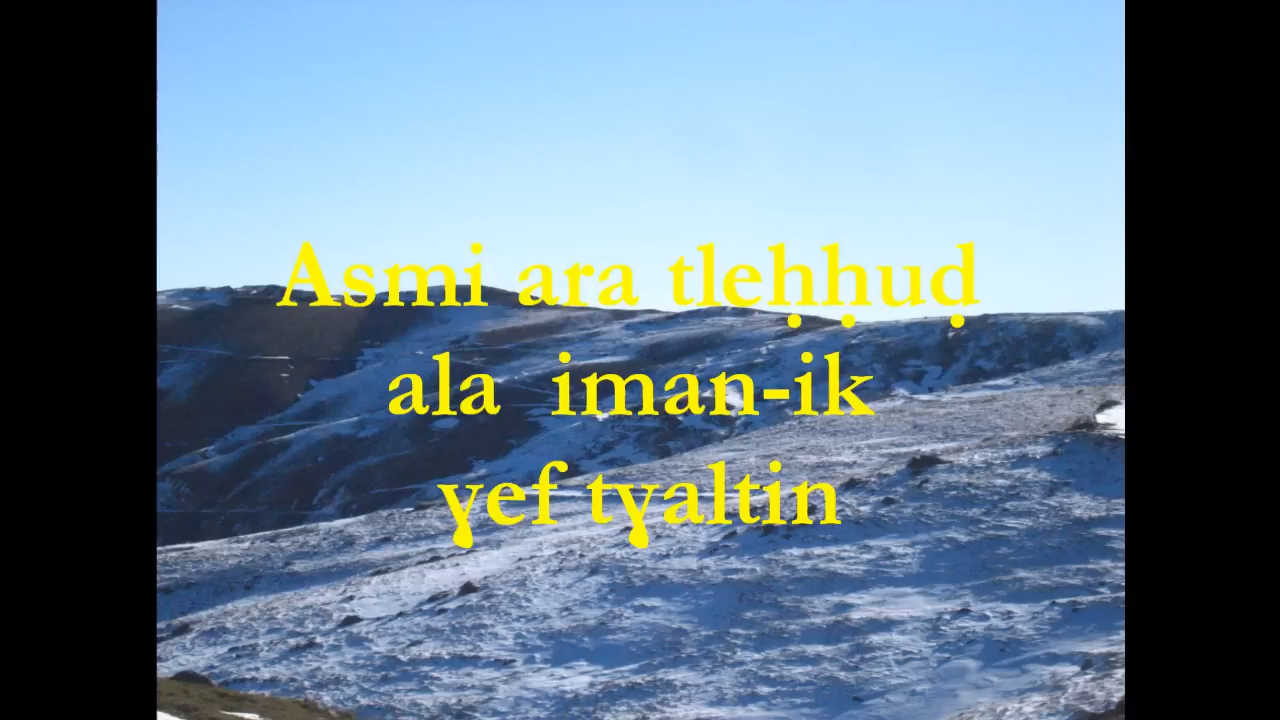 Asmi ara tleḥḥuḍ
ala iman-ik
ɣef tɣaltin